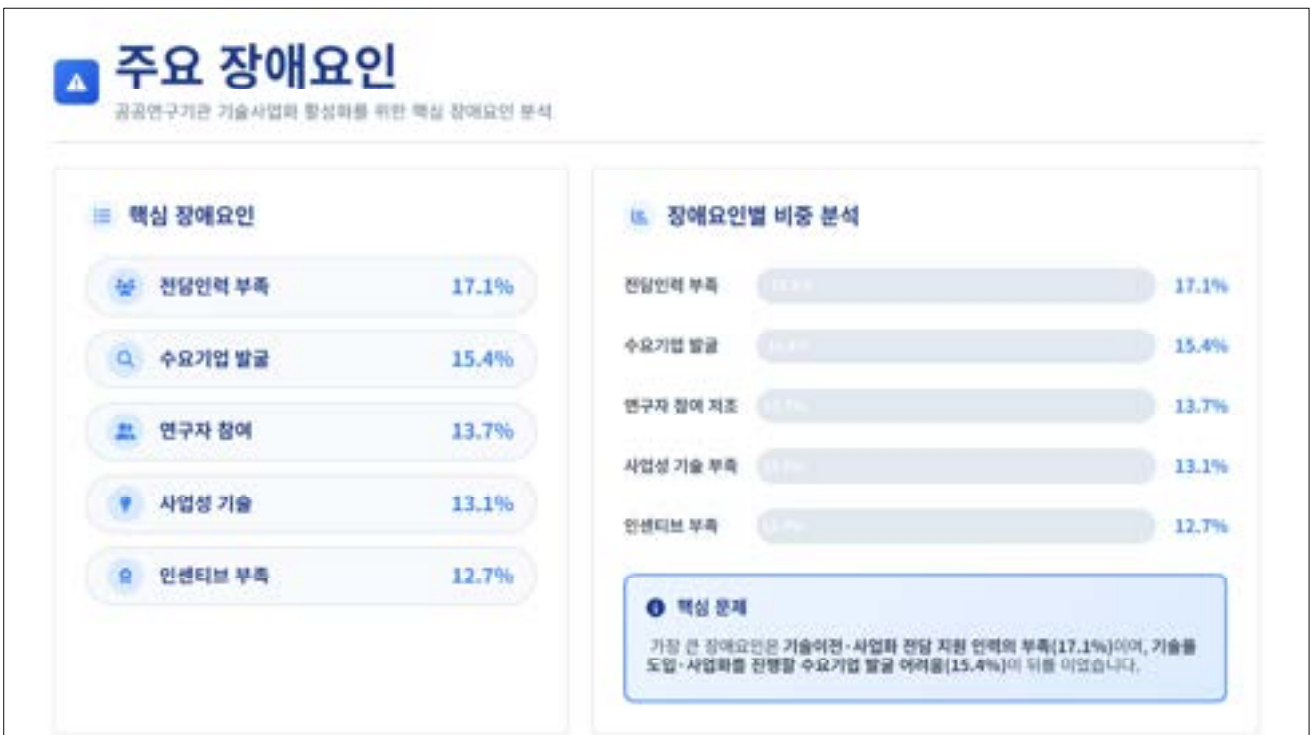 주요 장애요인
공공연구기관 기술사업화 활성화를 위한 핵심 장애요인 분석
핵심 장애요인
전담인력 부족 17.1%
수요기업 발굴 15.4%
연구자 참여 13.7%
사업성 기술 13.1%
인센티브 부족 12.7%
장애요인별 비중 분석
전담인력 부족 17.1%
수요기업 발굴 15.4%
연구자 참여 저조 13.7%
사업성 기술 부족 13.1%
인센티브 부족 12.7%
핵심 문제
가장 큰 장애요인은 기술이전·사업화 전담 지원 인력의 부족(17.1%)이며, 기술을
도입·사업화를 진행할 수요기업 발굴 어려움(15.4%)이 뒤를 이었습니다.